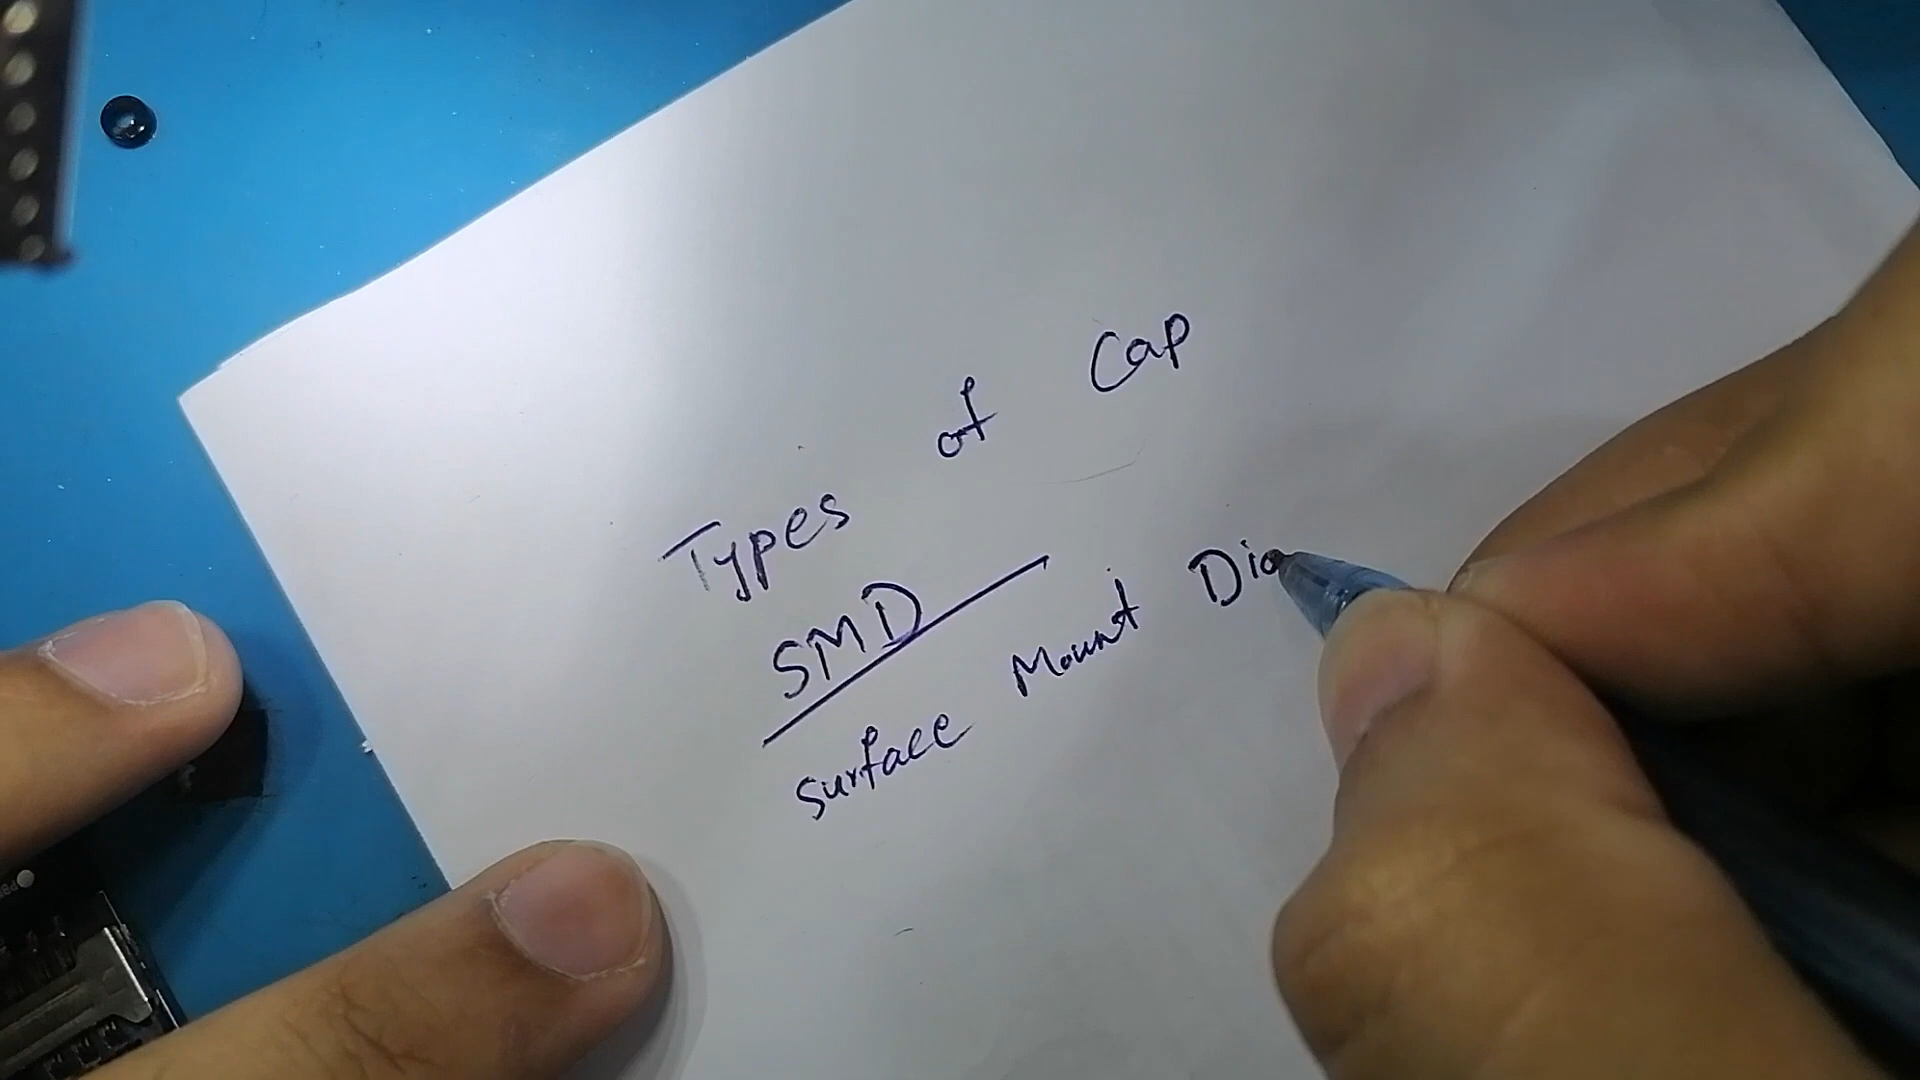 Types of Cap
SMD
Surface Mount Dio